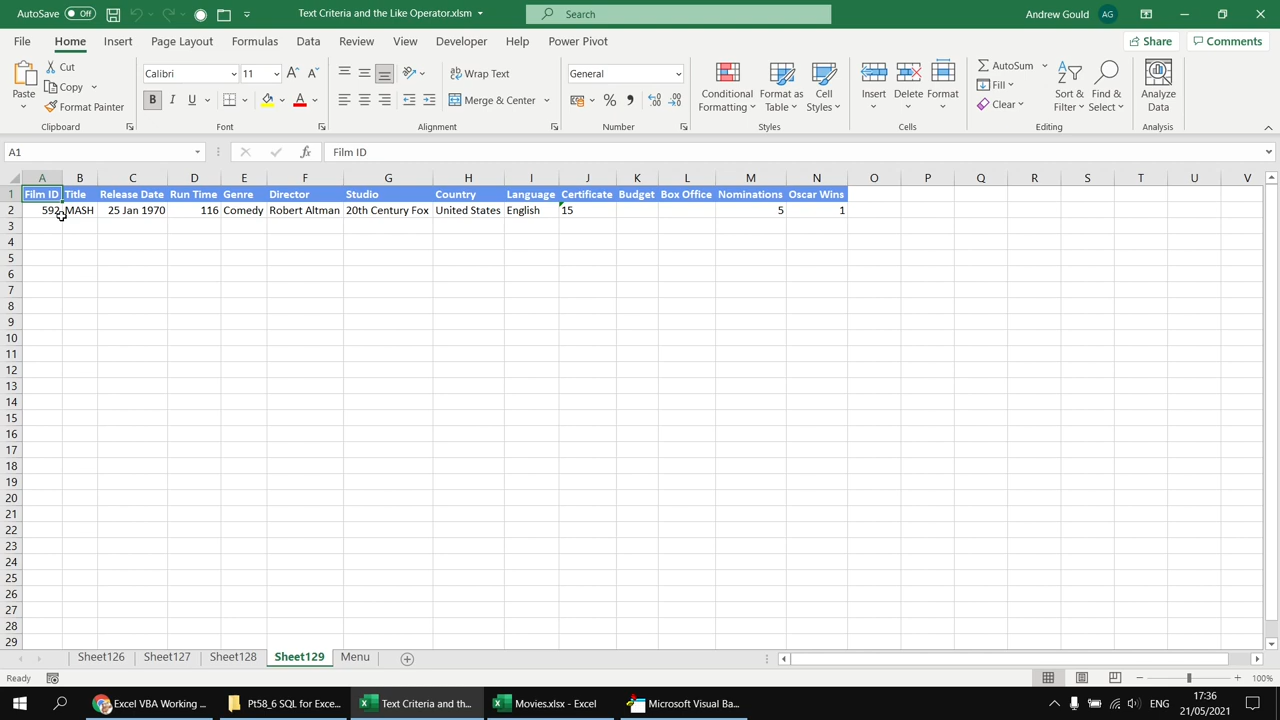 AutoSave Off
Text Criteria and the Like Operator.xlsm
Search
Andrew Gould AG
File Home Insert Page Layout Formulas Data Review View Developer Help Power Pivot Share Comments
Paste Cut Copy Format Painter
Calibri 11
B I U
Wrap Text
Merge & Center
General
Conditional Formatting
Format as Table
Cell Styles
Insert Delete Format
AutoSum
Fill
Clear
Sort & Filter
Find & Select
Analyze Data
Clipboard Font Alignment Number Styles Cells Editing Analysis
A1 fx Film ID
A B C D E F G H I J K L M N O P Q R S T U V
1 Film ID Title Release Date Run Time Genre Director Studio Country Language Certificate Budget Box Office Nominations Oscar Wins
2 592 MASH 25 Jan 1970 116 Comedy Robert Altman 20th Century Fox United States English 15 5 1
3
4
5
6
7
8
9
10
11
12
13
14
15
16
17
18
19
20
21
22
23
24
25
26
27
28
29
Sheet126 Sheet127 Sheet128 Sheet129 Menu
Ready 100%
Excel VBA Working ... Pt58_6 SQL for Exce... Text Criteria and th... Movies.xlsx - Excel Microsoft Visual Ba... ENG 17:36
21/05/2021